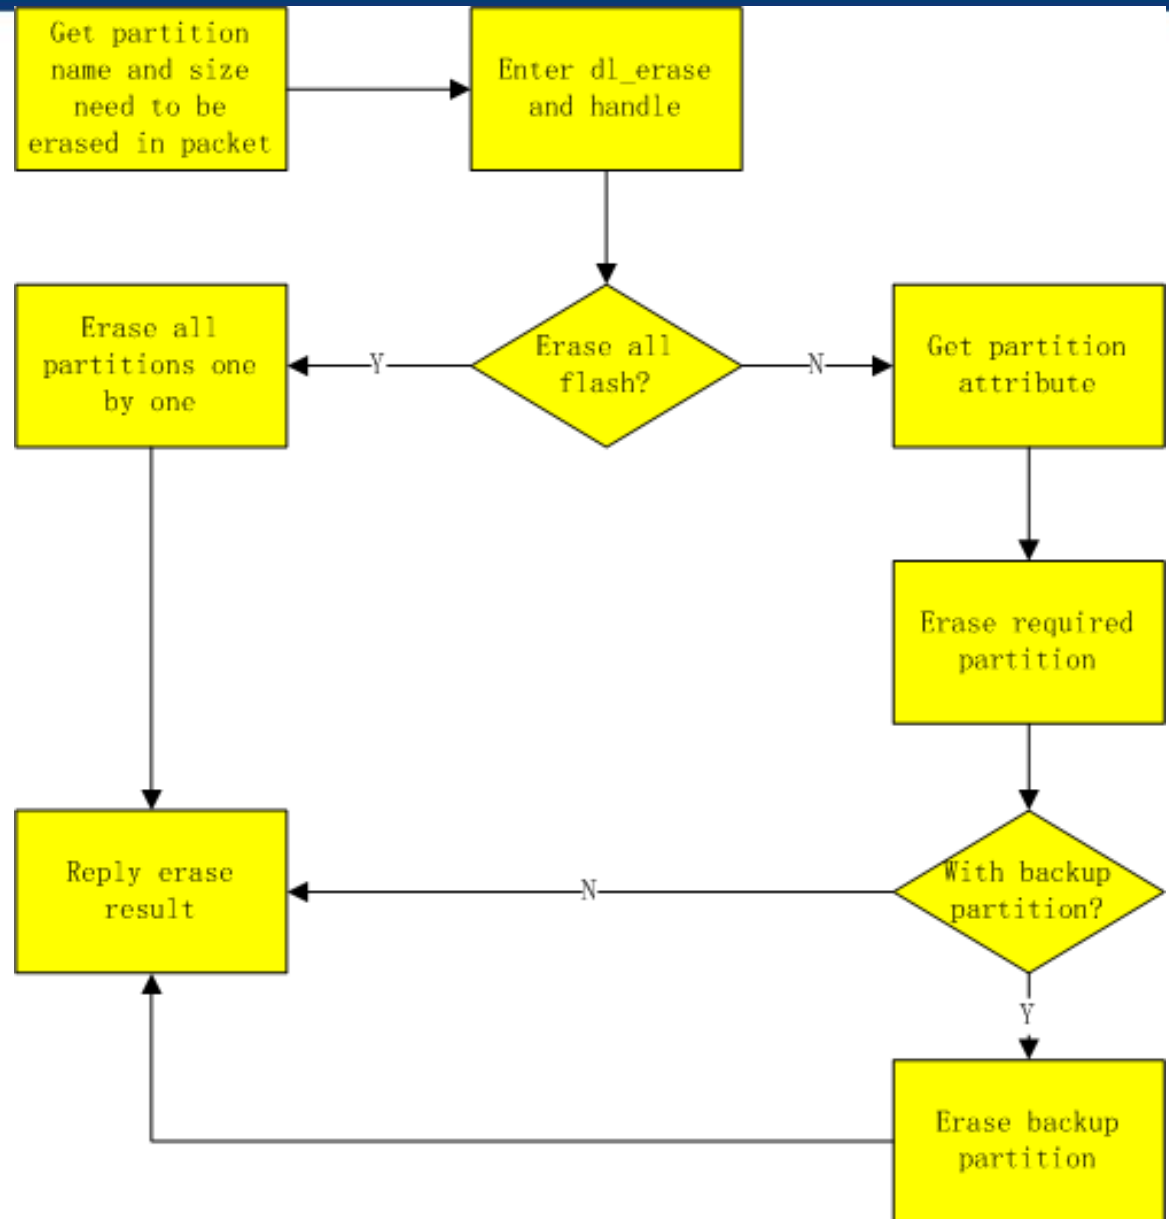 Get partition
name and size
need to be
erased in packet
Enter dl_erase
and handle
Erase all
flash?
Y
N
Erase all
partitions one
by one
Get partition
attribute
Erase required
partition
With backup
partition?
N
Reply erase
result
Y
Erase backup
partition